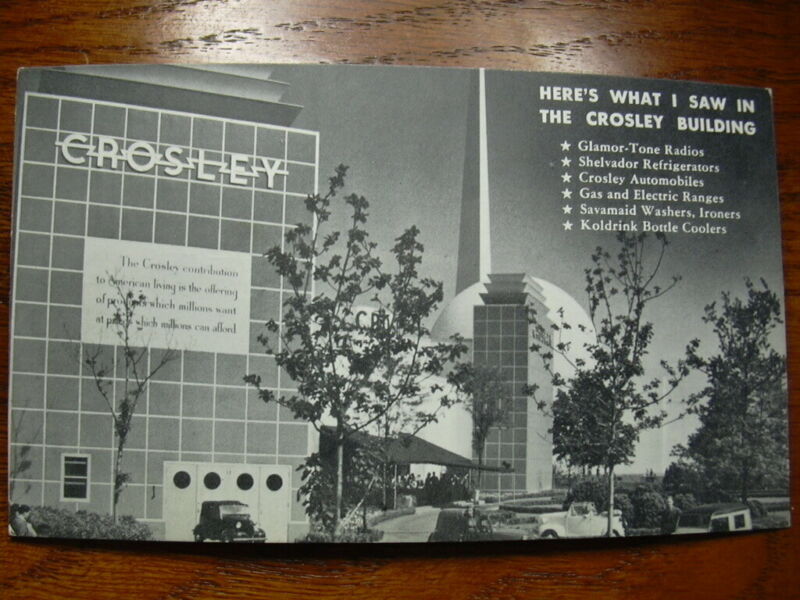 HERE'S WHAT I SAW IN
THE CROSLEY BUILDING
★ Glamor-Tone Radios
★ Shelvador Refrigerators
★ Crosley Automobiles
★ Gas and Electric Ranges
★ Savamaid Washers, Ironers
★ Koldrink Bottle Coolers
CROSLEY
The Crosley contribution
to American living is the offering
of products which millions want
at prices which millions can afford